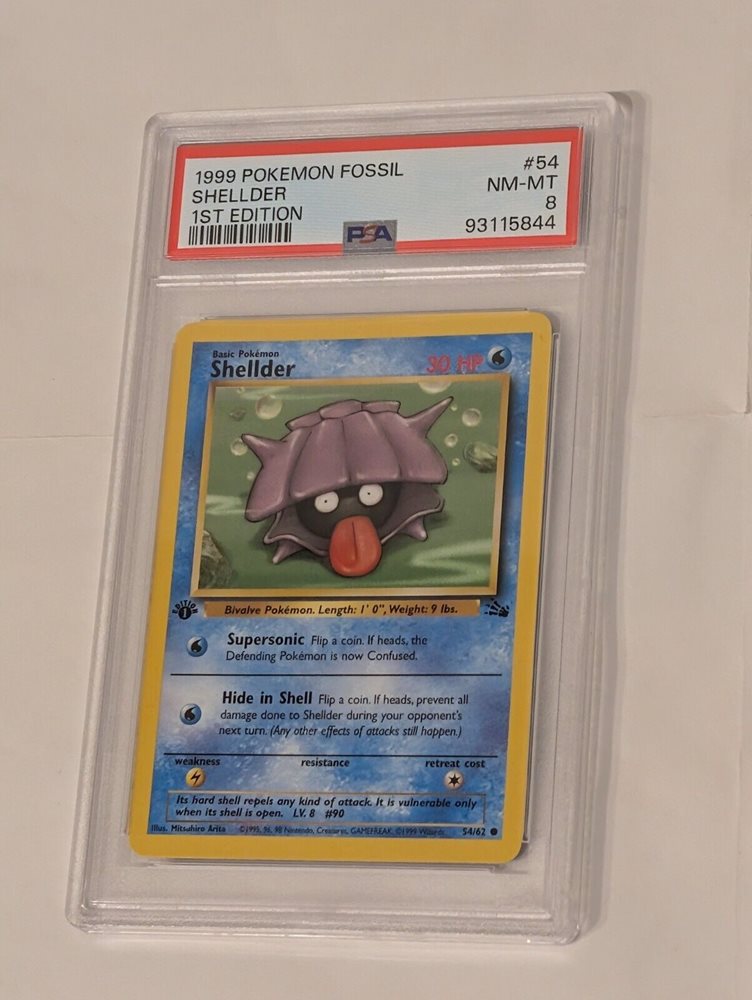 1999 POKEMON FOSSIL #54
SHELLDER NM-MT
1ST EDITION 8
PSA 93115844
Basic Pokémon
Shellder 30 HP
EDITION
1
Bivalve Pokémon. Length: 1' 0", Weight: 9 lbs.
Supersonic Flip a coin. If heads, the
Defending Pokémon is now Confused.
Hide in Shell Flip a coin. If heads, prevent all
damage done to Shellder during your opponent's
next turn. (Any other effects of attacks still happen.)
weakness resistance retreat cost
Its hard shell repels any kind of attack. It is vulnerable only
when its shell is open. LV. 8 #90
Illus. Mitsuhiro Arita ©1995, 96, 98 Nintendo, Creatures, GAMEFREAK. ©1999 Wizards. 54/62